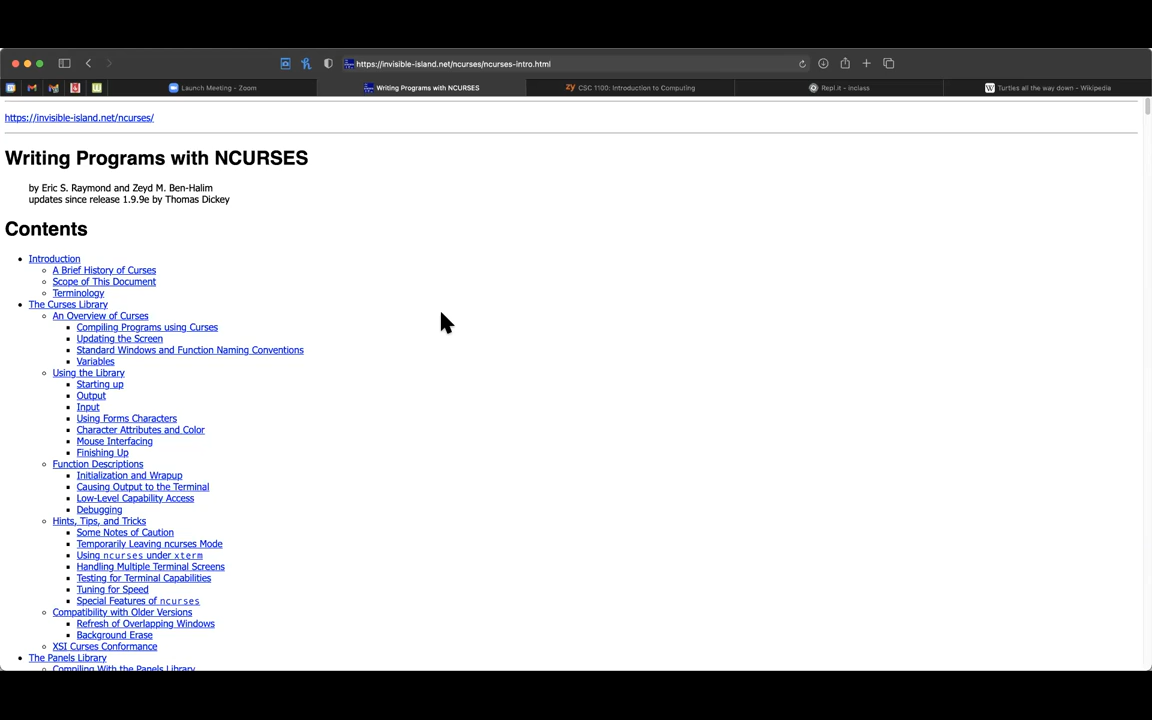 https://invisible-island.net/ncurses/ncurses-intro.html
Launch Meeting - Zoom
Writing Programs with NCURSES
ZY CSC 1100: Introduction to Computing
Repl.it - inclass
W Turtles all the way down - Wikipedia
https://invisible-island.net/ncurses/
Writing Programs with NCURSES
by Eric S. Raymond and Zeyd M. Ben-Halim
updates since release 1.9.9e by Thomas Dickey
Contents
Introduction
A Brief History of Curses
Scope of This Document
Terminology
The Curses Library
An Overview of Curses
Compiling Programs using Curses
Updating the Screen
Standard Windows and Function Naming Conventions
Variables
Using the Library
Starting up
Output
Input
Using Forms Characters
Character Attributes and Color
Mouse Interfacing
Finishing Up
Function Descriptions
Initialization and Wrapup
Causing Output to the Terminal
Low-Level Capability Access
Debugging
Hints, Tips, and Tricks
Some Notes of Caution
Temporarily Leaving ncurses Mode
Using ncurses under xterm
Handling Multiple Terminal Screens
Testing for Terminal Capabilities
Tuning for Speed
Special Features of ncurses
Compatibility with Older Versions
Refresh of Overlapping Windows
Background Erase
XSI Curses Conformance
The Panels Library
Compiling With the Panels Library